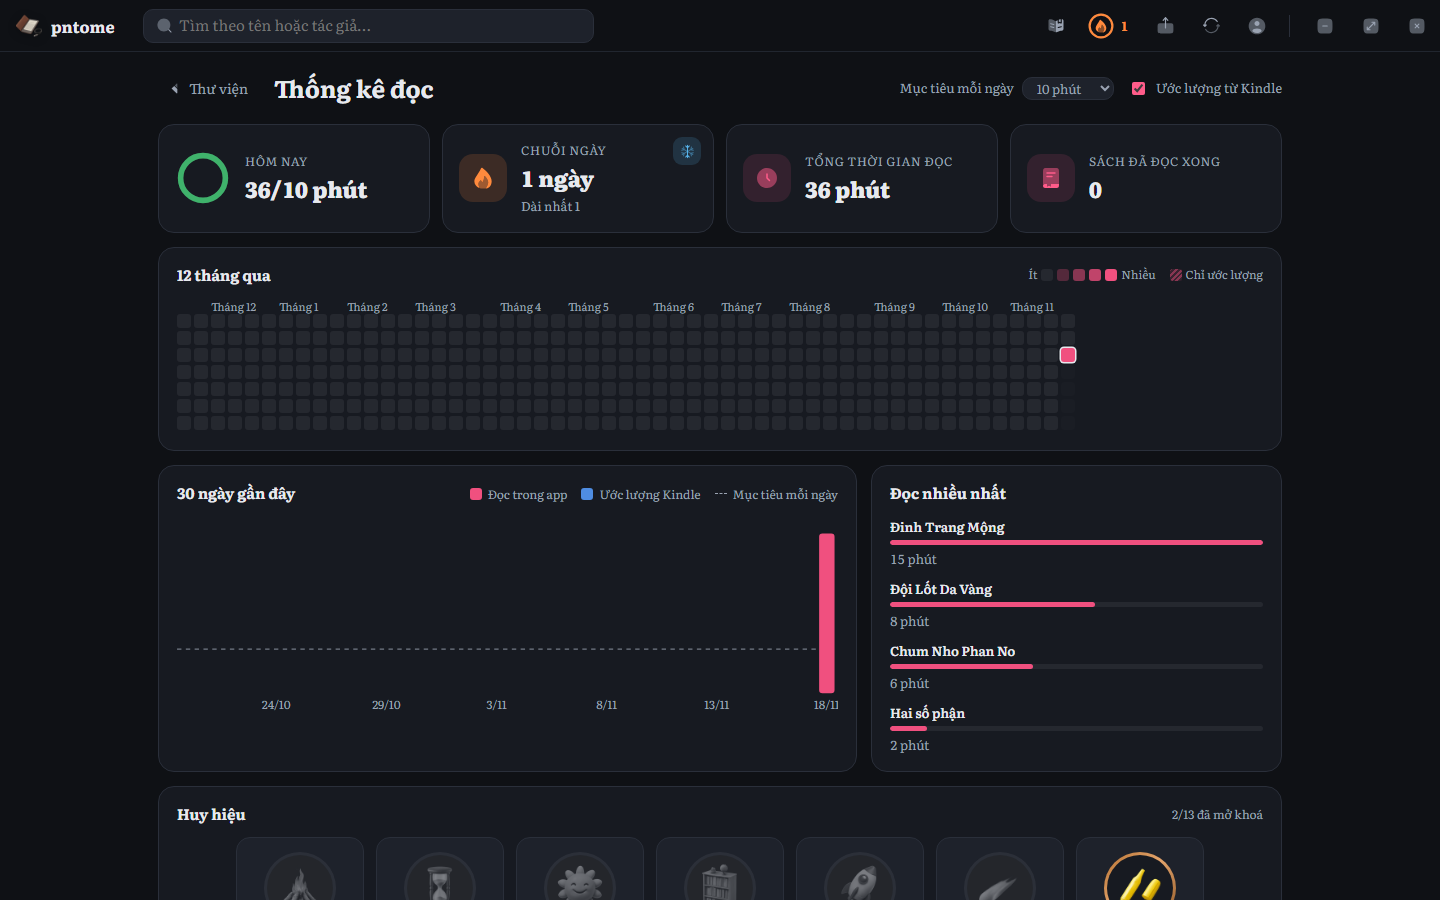 pntome
Tìm theo tên hoặc tác giả...
1
Thư viện
Thống kê đọc
Mục tiêu mỗi ngày
10 phút
Ước lượng từ Kindle
HÔM NAY
36/10 phút
CHUỖI NGÀY
1 ngày
Dài nhất 1
TỔNG THỜI GIAN ĐỌC
36 phút
SÁCH ĐÃ ĐỌC XONG
0
12 tháng qua
Ít
Nhiều
Chỉ ước lượng
Tháng 12 Tháng 1 Tháng 2 Tháng 3 Tháng 4 Tháng 5 Tháng 6 Tháng 7 Tháng 8 Tháng 9 Tháng 10 Tháng 11
30 ngày gần đây
Đọc trong app
Ước lượng Kindle
Mục tiêu mỗi ngày
24/10 29/10 3/11 8/11 13/11 18/11
Đọc nhiều nhất
Đinh Trang Mộng
15 phút
Đội Lốt Da Vàng
8 phút
Chum Nho Phan No
6 phút
Hai số phận
2 phút
Huy hiệu
2/13 đã mở khoá